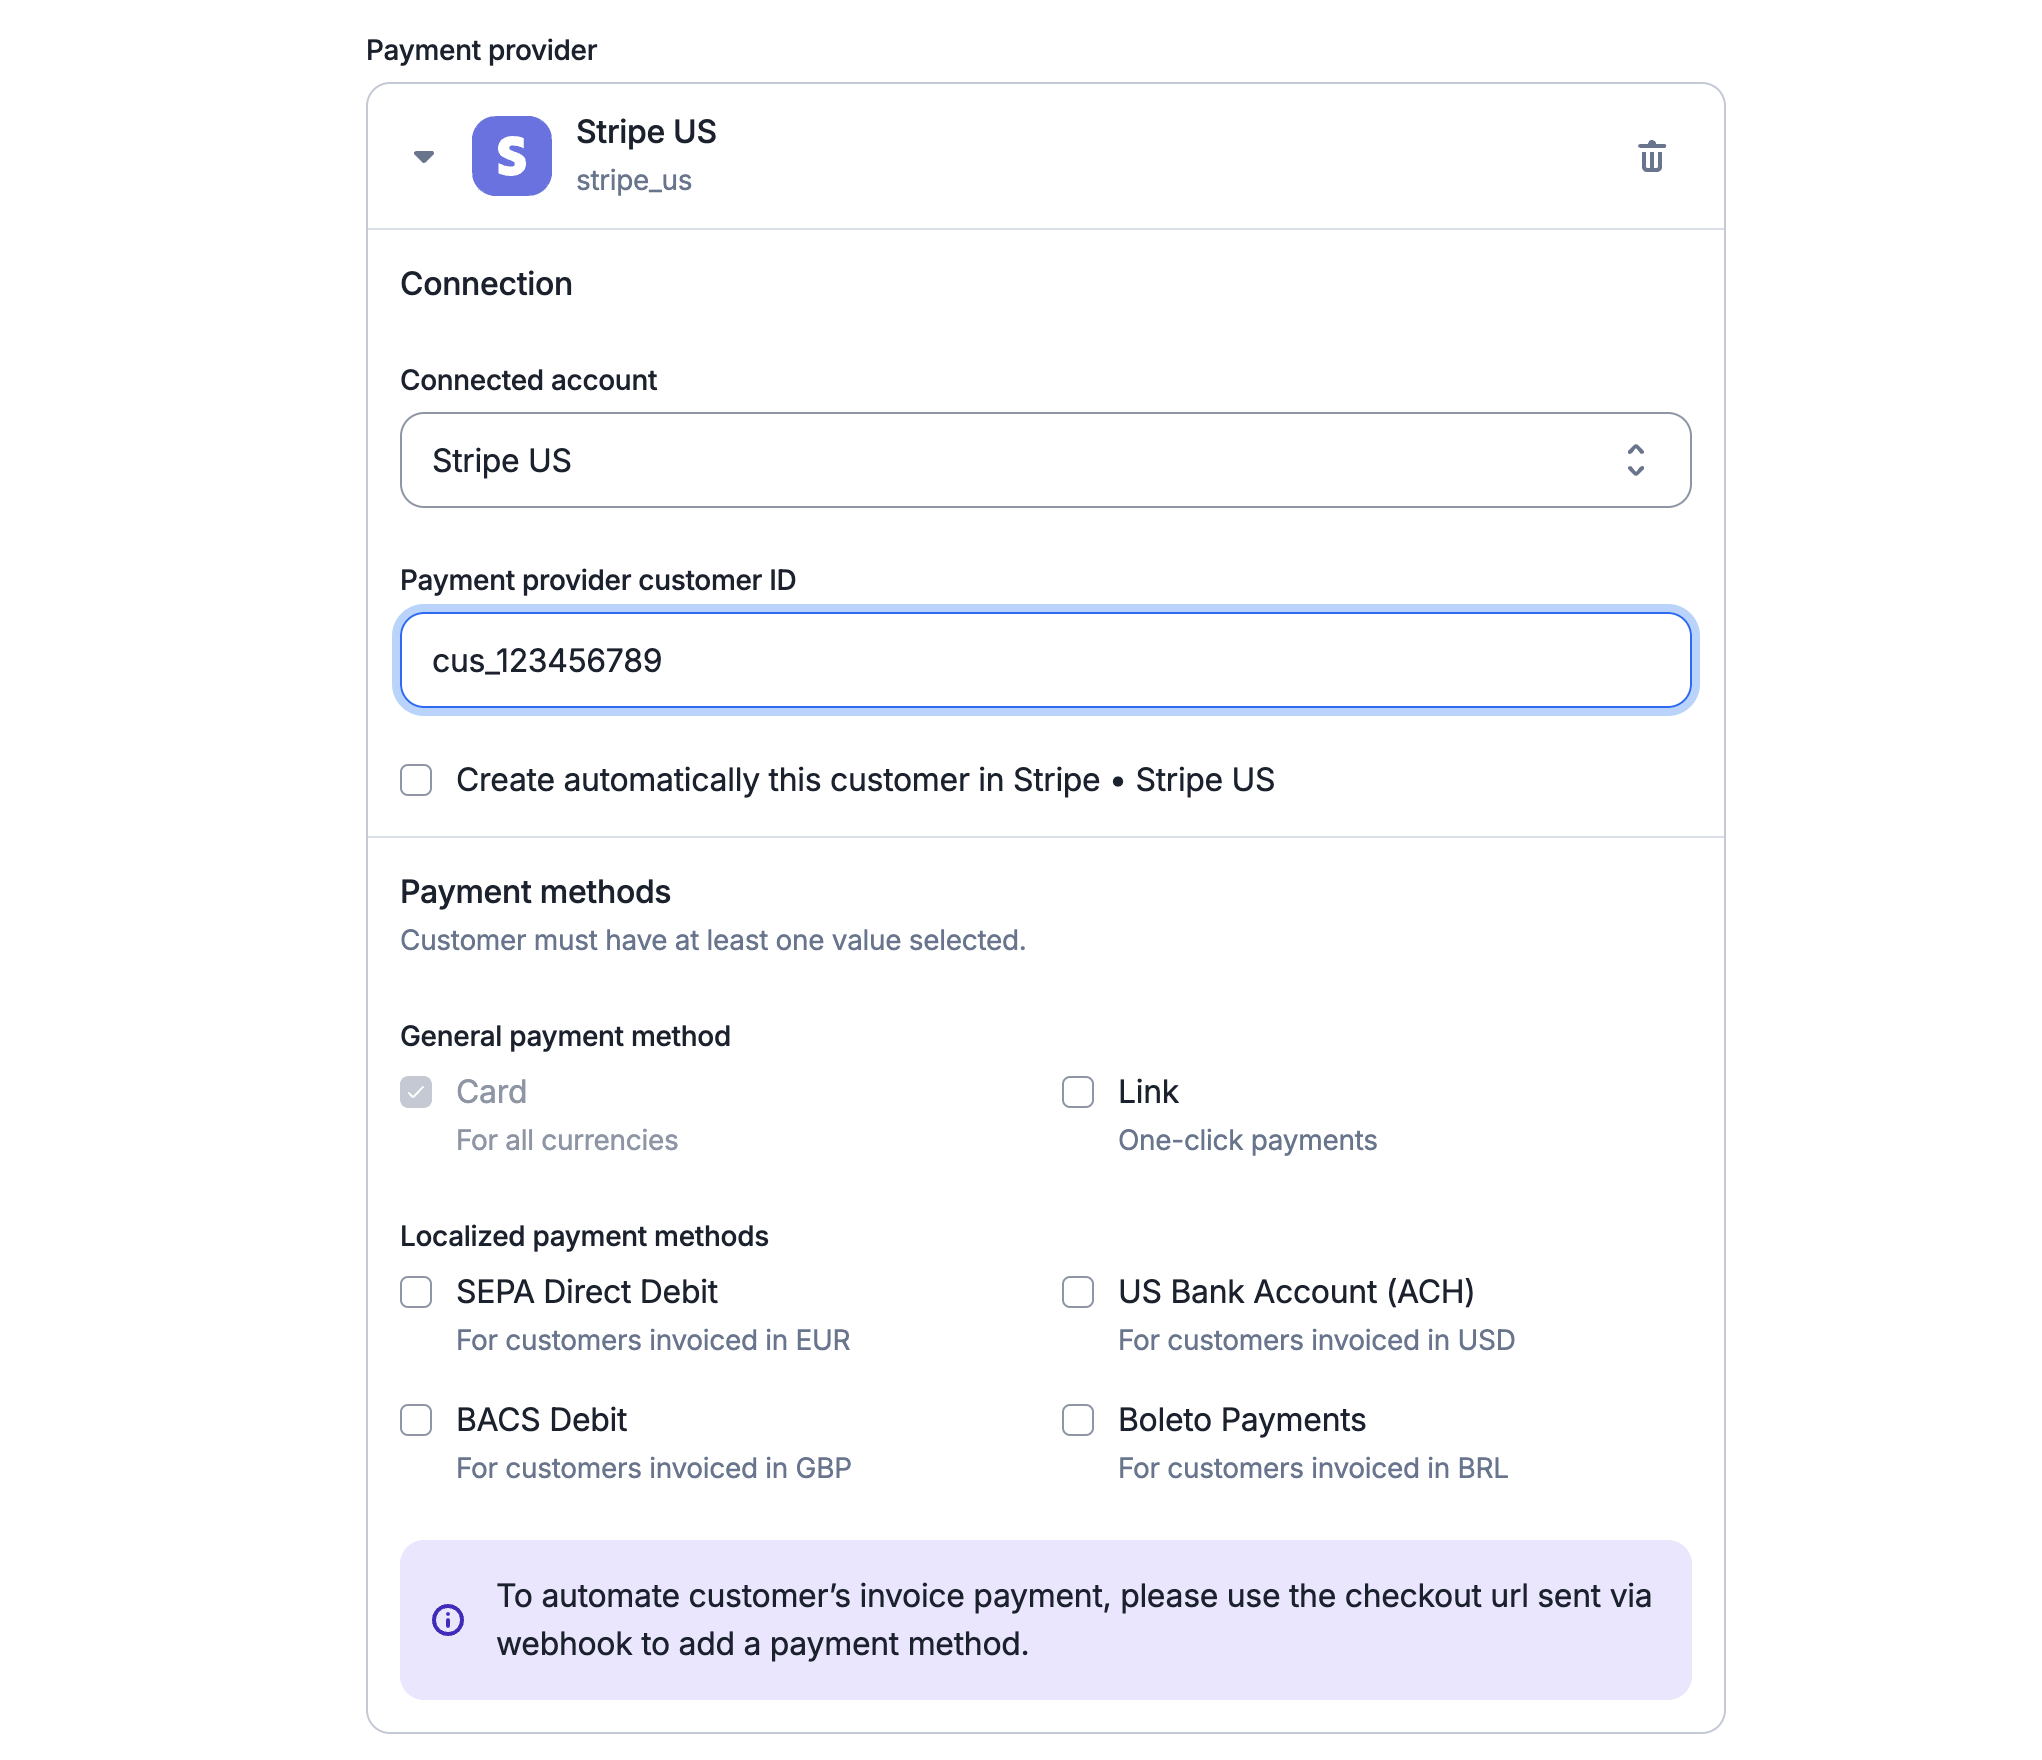 Payment provider
S
Stripe US
stripe_us
Connection
Connected account
Stripe US
Payment provider customer ID
cus_123456789
Create automatically this customer in Stripe • Stripe US
Payment methods
Customer must have at least one value selected.
General payment method
Card
For all currencies
Link
One-click payments
Localized payment methods
SEPA Direct Debit
For customers invoiced in EUR
US Bank Account (ACH)
For customers invoiced in USD
BACS Debit
For customers invoiced in GBP
Boleto Payments
For customers invoiced in BRL
To automate customer’s invoice payment, please use the checkout url sent via
webhook to add a payment method.